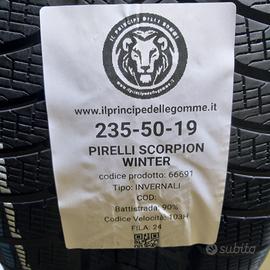 IL PRINCIPE DELLE GOMME
www.ilprincipedellegomme.it
235-50-19
PIRELLI SCORPION
WINTER
codice prodotto: 66691
Tipo: INVERNALI
COD:
Battistrada: 90%
Codice Velocità: 103H
FILA: 24
subito